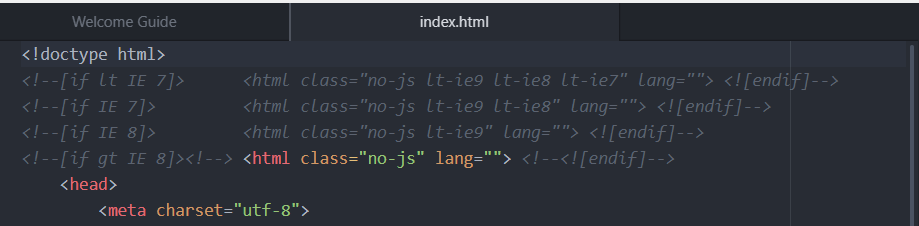 Welcome Guide
index.html
<!doctype html>
<!--[if lt IE 7]>      <html class="no-js lt-ie9 lt-ie8 lt-ie7" lang=""> <![endif]-->
<!--[if IE 7]>         <html class="no-js lt-ie9 lt-ie8" lang=""> <![endif]-->
<!--[if IE 8]>         <html class="no-js lt-ie9" lang=""> <![endif]-->
<!--[if gt IE 8]><!--> <html class="no-js" lang=""> <!--<![endif]-->
    <head>
        <meta charset="utf-8">